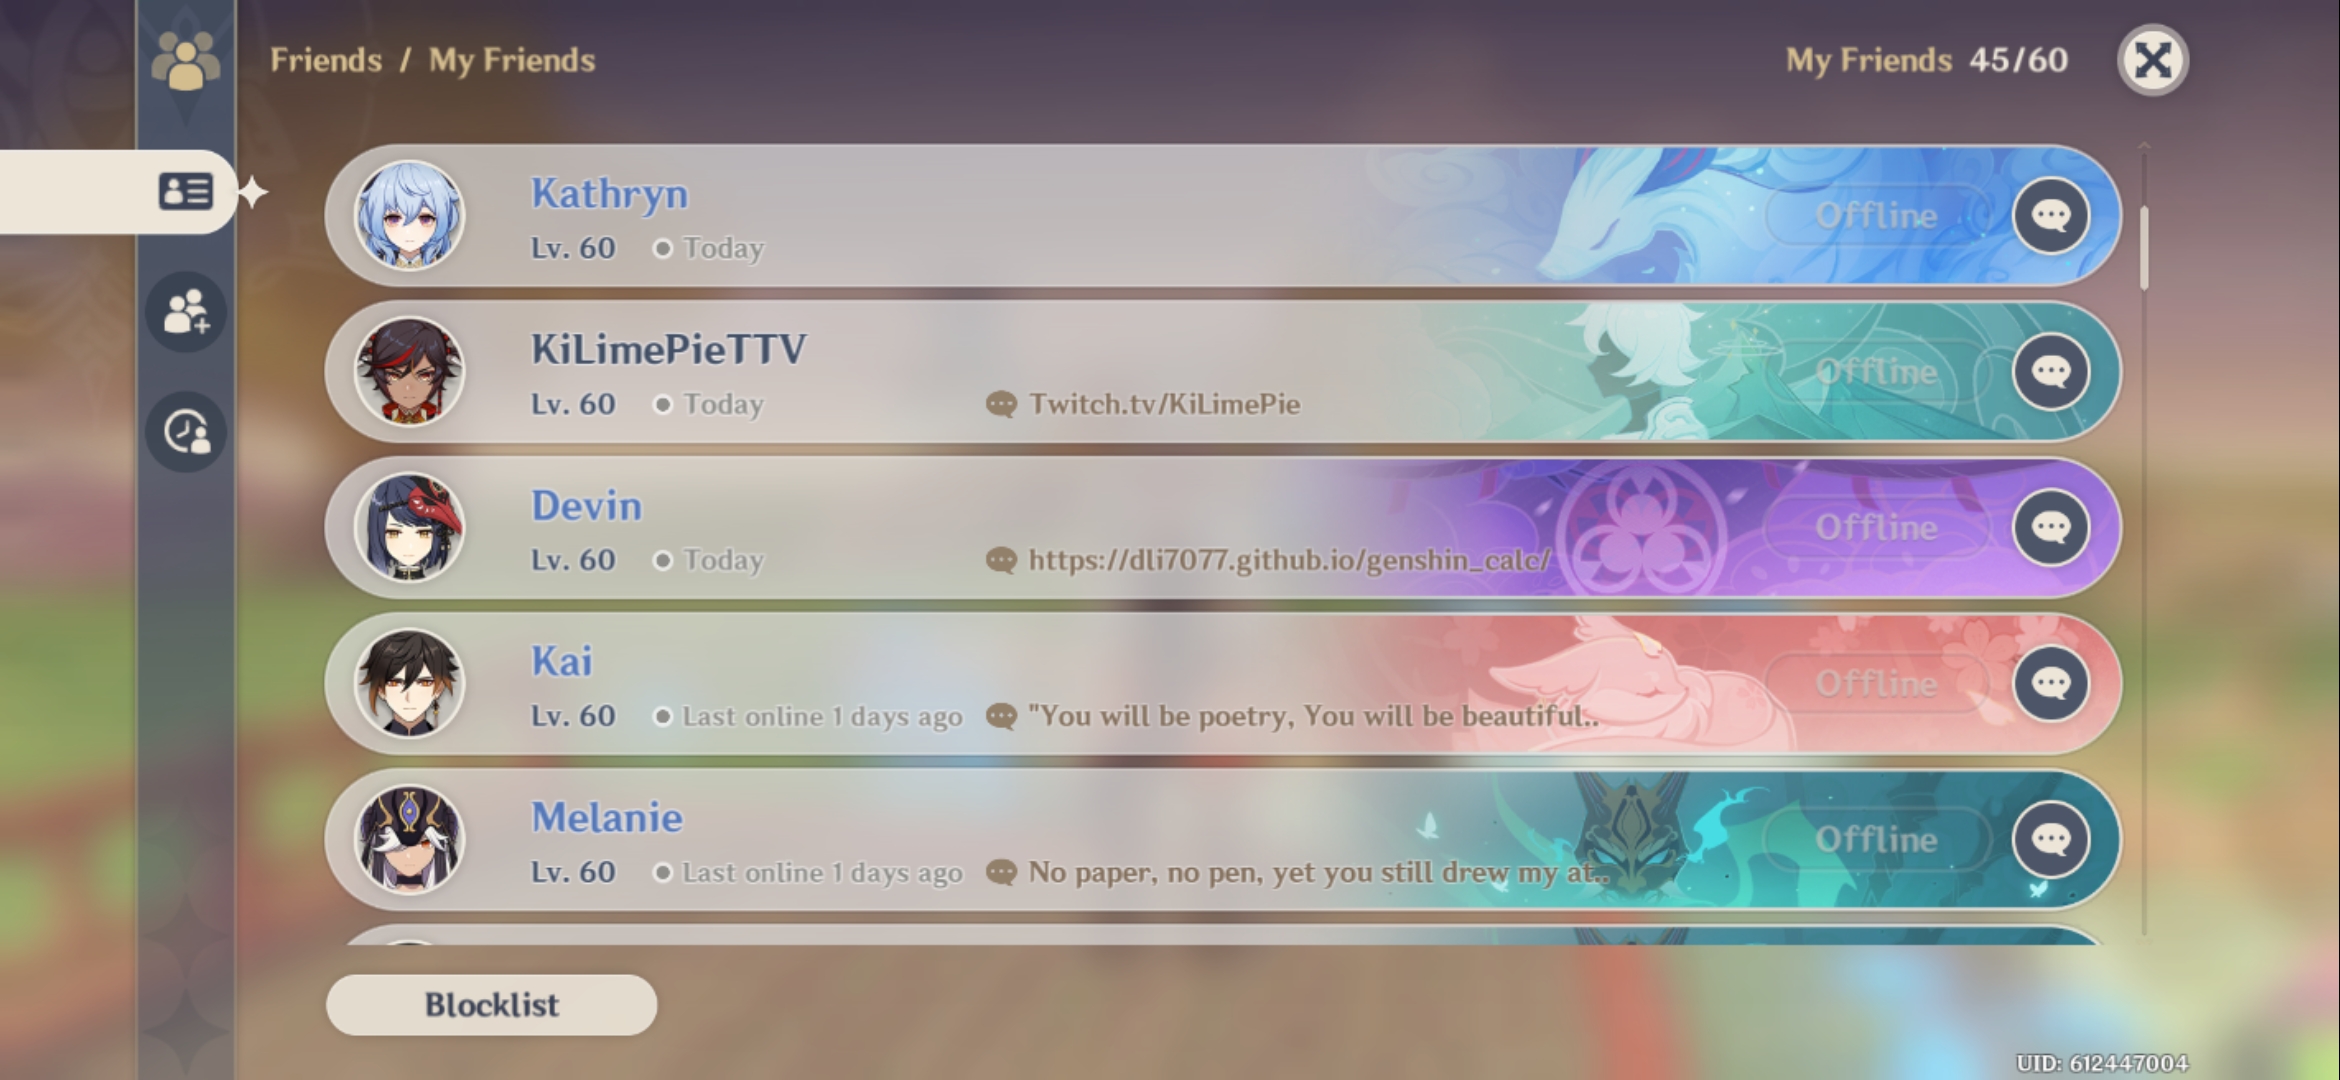 Friends / My Friends
My Friends 45/60
Kathryn
Lv. 60 Today
Offline
KiLimePieTTV
Lv. 60 Today
Twitch.tv/KiLimePie
Offline
Devin
Lv. 60 Today
https://dli7077.github.io/genshin_calc/
Offline
Kai
Lv. 60 Last online 1 days ago
"You will be poetry, You will be beautiful..
Offline
Melanie
Lv. 60 Last online 1 days ago
No paper, no pen, yet you still drew my at..
Offline
Blocklist
UID: 612447004